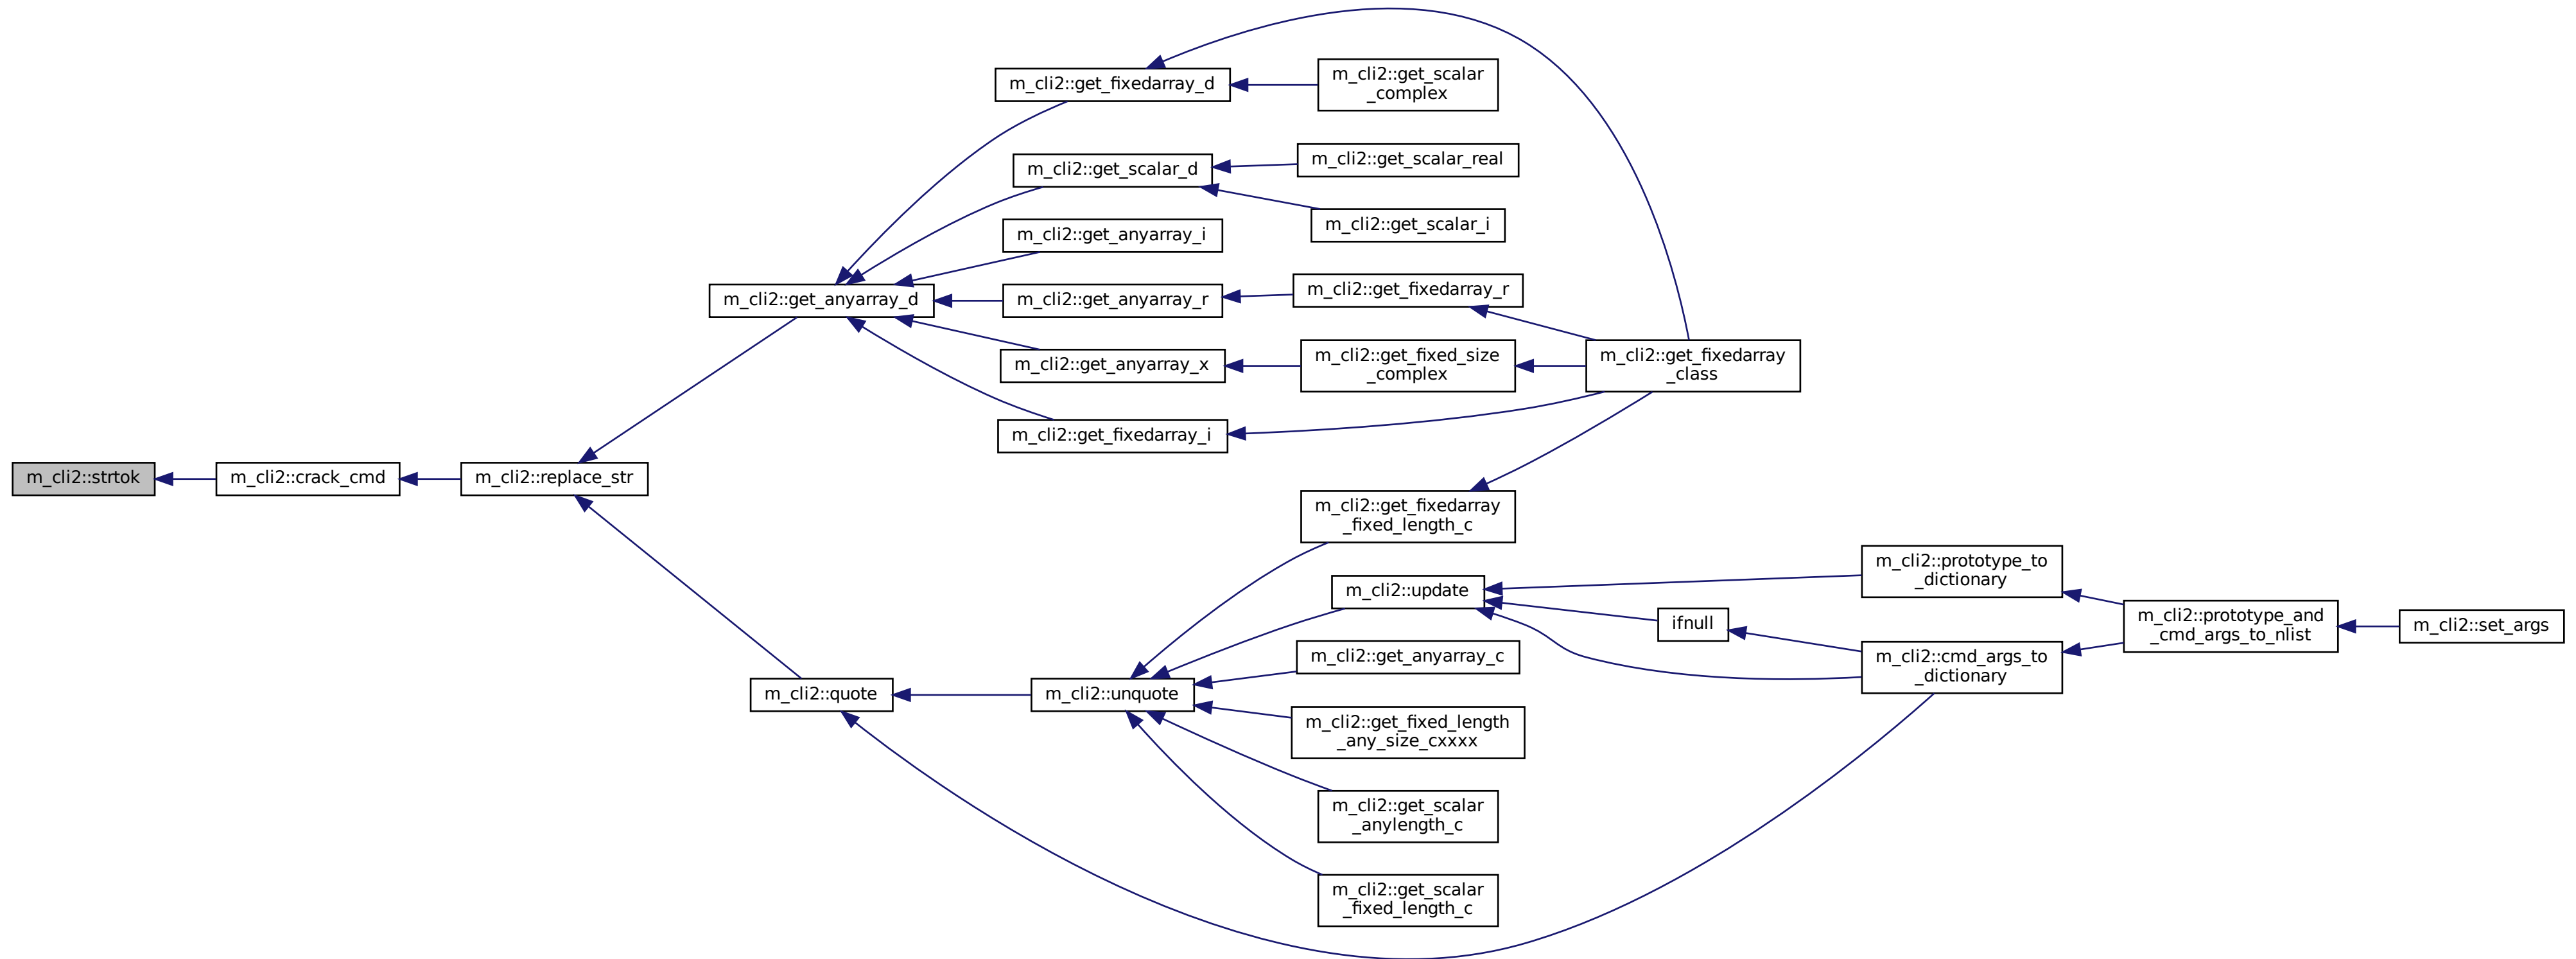 m_cli2::strtok
m_cli2::crack_cmd
m_cli2::replace_str
m_cli2::get_anyarray_d
m_cli2::get_fixedarray_d
m_cli2::get_scalar
_complex
m_cli2::get_scalar_d
m_cli2::get_scalar_real
m_cli2::get_scalar_i
m_cli2::get_anyarray_i
m_cli2::get_anyarray_r
m_cli2::get_fixedarray_r
m_cli2::get_anyarray_x
m_cli2::get_fixed_size
_complex
m_cli2::get_fixedarray
_class
m_cli2::get_fixedarray_i
m_cli2::quote
m_cli2::unquote
m_cli2::get_fixedarray
_fixed_length_c
m_cli2::update
m_cli2::get_anyarray_c
m_cli2::get_fixed_length
_any_size_cxxxx
m_cli2::get_scalar
_anylength_c
m_cli2::get_scalar
_fixed_length_c
ifnull
m_cli2::prototype_to
_dictionary
m_cli2::cmd_args_to
_dictionary
m_cli2::prototype_and
_cmd_args_to_nlist
m_cli2::set_args